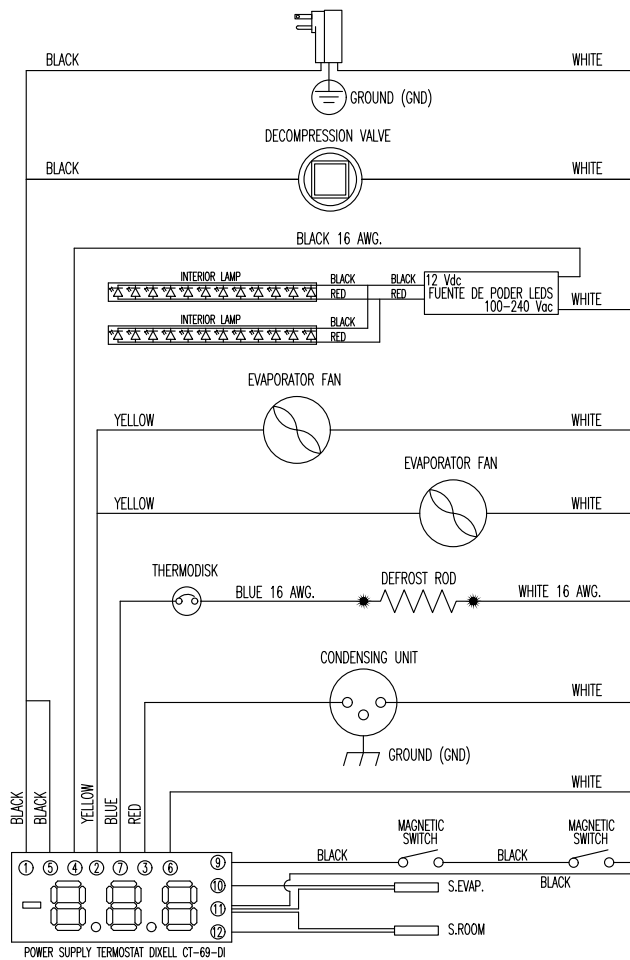 BLACK
WHITE
GROUND (GND)
DECOMPRESSION VALVE
BLACK
WHITE
BLACK 16 AWG.
INTERIOR LAMP
BLACK
BLACK
12 Vdc
RED
RED
FUENTE DE PODER LEDS
100-240 Vac
WHITE
INTERIOR LAMP
BLACK
RED
EVAPORATOR FAN
YELLOW
WHITE
EVAPORATOR FAN
YELLOW
WHITE
THERMODISK
BLUE 16 AWG.
DEFROST ROD
WHITE 16 AWG.
CONDENSING UNIT
WHITE
GROUND (GND)
WHITE
BLACK
BLACK
YELLOW
BLUE
RED
MAGNETIC
SWITCH
MAGNETIC
SWITCH
BLACK
BLACK
BLACK
1 5 4 2 7 3 6 9
10
11
12
S.EVAP.
S.ROOM
POWER SUPPLY TERMOSTAT DIXELL CT-69-DI